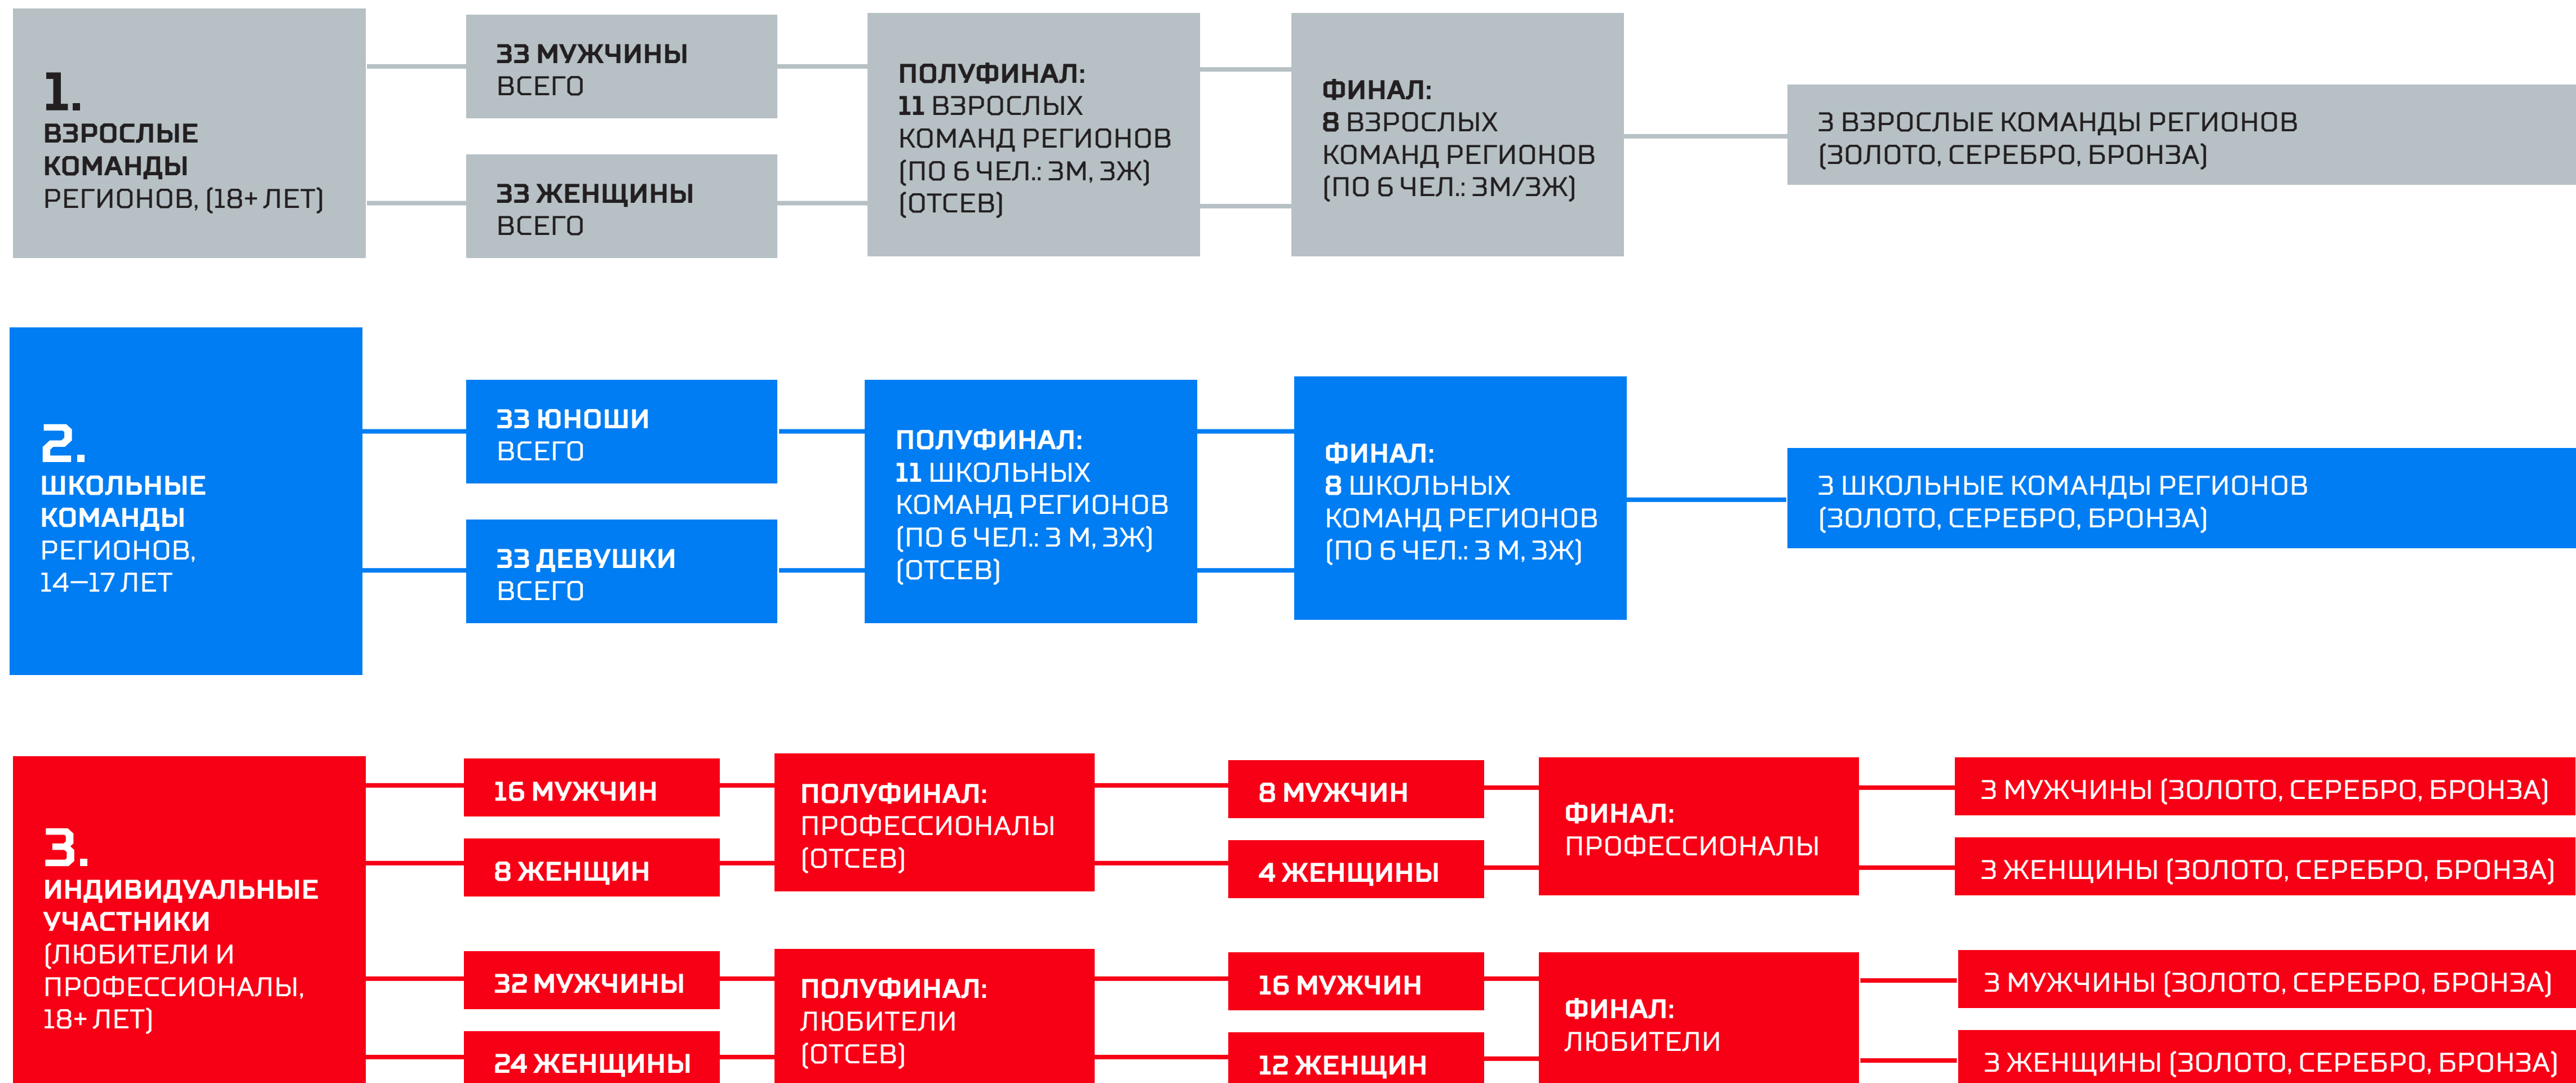 1.
ВЗРОСЛЫЕ
КОМАНДЫ
РЕГИОНОВ, (18+ ЛЕТ)
33 МУЖЧИНЫ
ВСЕГО
33 ЖЕНЩИНЫ
ВСЕГО
ПОЛУФИНАЛ:
11 ВЗРОСЛЫХ
КОМАНД РЕГИОНОВ
(ПО 6 ЧЕЛ.: 3М, 3Ж)
(ОТСЕВ)
ФИНАЛ:
8 ВЗРОСЛЫХ
КОМАНД РЕГИОНОВ
(ПО 6 ЧЕЛ.: 3М/3Ж)
3 ВЗРОСЛЫЕ КОМАНДЫ РЕГИОНОВ
(ЗОЛОТО, СЕРЕБРО, БРОНЗА)
2.
ШКОЛЬНЫЕ
КОМАНДЫ
РЕГИОНОВ,
14–17 ЛЕТ
33 ЮНОШИ
ВСЕГО
33 ДЕВУШКИ
ВСЕГО
ПОЛУФИНАЛ:
11 ШКОЛЬНЫХ
КОМАНД РЕГИОНОВ
(ПО 6 ЧЕЛ.: 3 М, 3Ж)
(ОТСЕВ)
ФИНАЛ:
8 ШКОЛЬНЫХ
КОМАНД РЕГИОНОВ
(ПО 6 ЧЕЛ.: 3 М, 3Ж)
3 ШКОЛЬНЫЕ КОМАНДЫ РЕГИОНОВ
(ЗОЛОТО, СЕРЕБРО, БРОНЗА)
3.
ИНДИВИДУАЛЬНЫЕ
УЧАСТНИКИ
(ЛЮБИТЕЛИ И
ПРОФЕССИОНАЛЫ,
18+ ЛЕТ)
16 МУЖЧИН
8 ЖЕНЩИН
ПОЛУФИНАЛ:
ПРОФЕССИОНАЛЫ
(ОТСЕВ)
8 МУЖЧИН
4 ЖЕНЩИНЫ
ФИНАЛ:
ПРОФЕССИОНАЛЫ
3 МУЖЧИНЫ (ЗОЛОТО, СЕРЕБРО, БРОНЗА)
3 ЖЕНЩИНЫ (ЗОЛОТО, СЕРЕБРО, БРОНЗА)
32 МУЖЧИНЫ
24 ЖЕНЩИНЫ
ПОЛУФИНАЛ:
ЛЮБИТЕЛИ
(ОТСЕВ)
16 МУЖЧИН
12 ЖЕНЩИН
ФИНАЛ:
ЛЮБИТЕЛИ
3 МУЖЧИНЫ (ЗОЛОТО, СЕРЕБРО, БРОНЗА)
3 ЖЕНЩИНЫ (ЗОЛОТО, СЕРЕБРО, БРОНЗА)